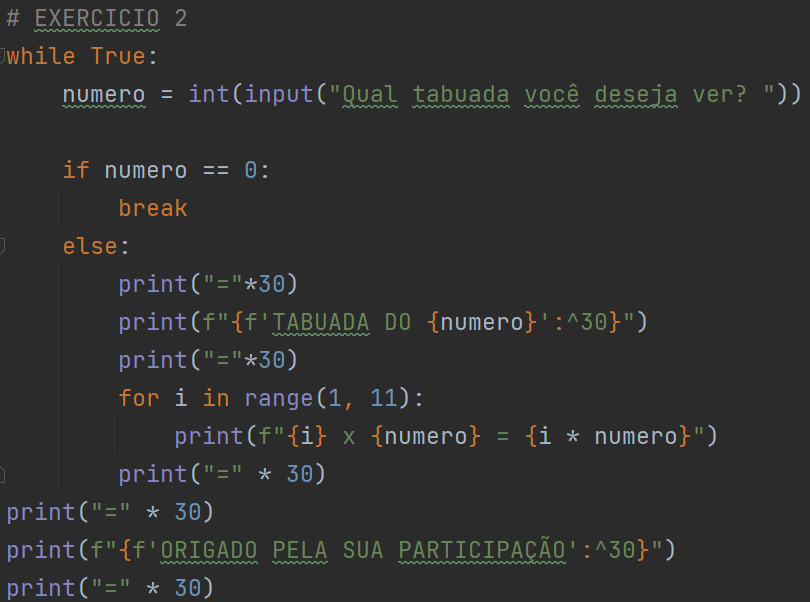 # EXERCICIO 2
while True:
    numero = int(input("Qual tabuada você deseja ver? "))

    if numero == 0:
        break
    else:
        print("="*30)
        print(f"{f'TABUADA DO {numero}':^30}")
        print("="*30)
        for i in range(1, 11):
            print(f"{i} x {numero} = {i * numero}")
        print("=" * 30)
print("=" * 30)
print(f"{f'ORIGADO PELA SUA PARTICIPAÇÃO':^30}")
print("=" * 30)